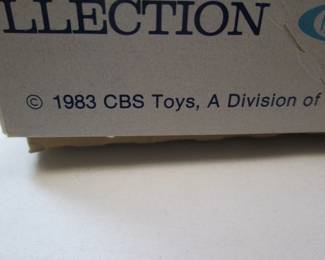 LLECTION
© 1983 CBS Toys, A Division of